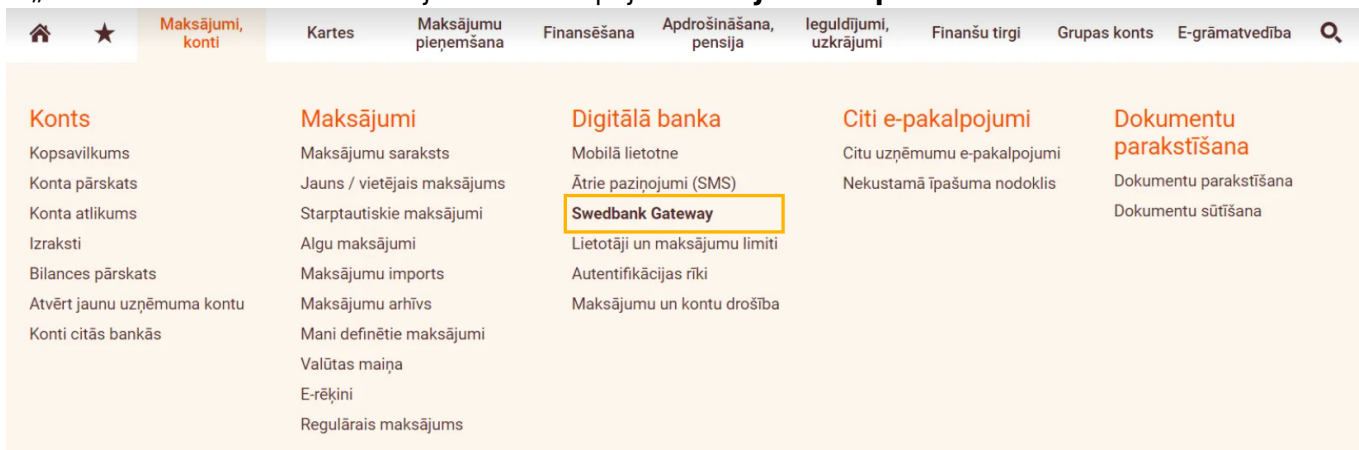 Maksājumi,
konti
Kartes
Maksājumu
pieņemšana
Finansēšana
Apdrošināšana,
pensija
Ieguldījumi,
uzkrājumi
Finanšu tirgi
Grupas konts
E-grāmatvedība
Konts
Kopsavilkums
Konta pārskats
Konta atlikums
Izraksti
Bilances pārskats
Atvērt jaunu uzņēmuma kontu
Konti citās bankās
Maksājumi
Maksājumu saraksts
Jauns / vietējais maksājums
Starptautiskie maksājumi
Algu maksājumi
Maksājumu imports
Maksājumu arhīvs
Mani definētie maksājumi
Valūtas maiņa
E-rēķini
Regulārais maksājums
Digitālā banka
Mobilā lietotne
Ātrie paziņojumi (SMS)
Swedbank Gateway
Lietotāji un maksājumu limiti
Autentifikācijas rīki
Maksājumu un kontu drošība
Citi e-pakalpojumi
Citu uzņēmumu e-pakalpojumi
Nekustamā īpašuma nodoklis
Dokumentu
parakstīšana
Dokumentu parakstīšana
Dokumentu sūtīšana